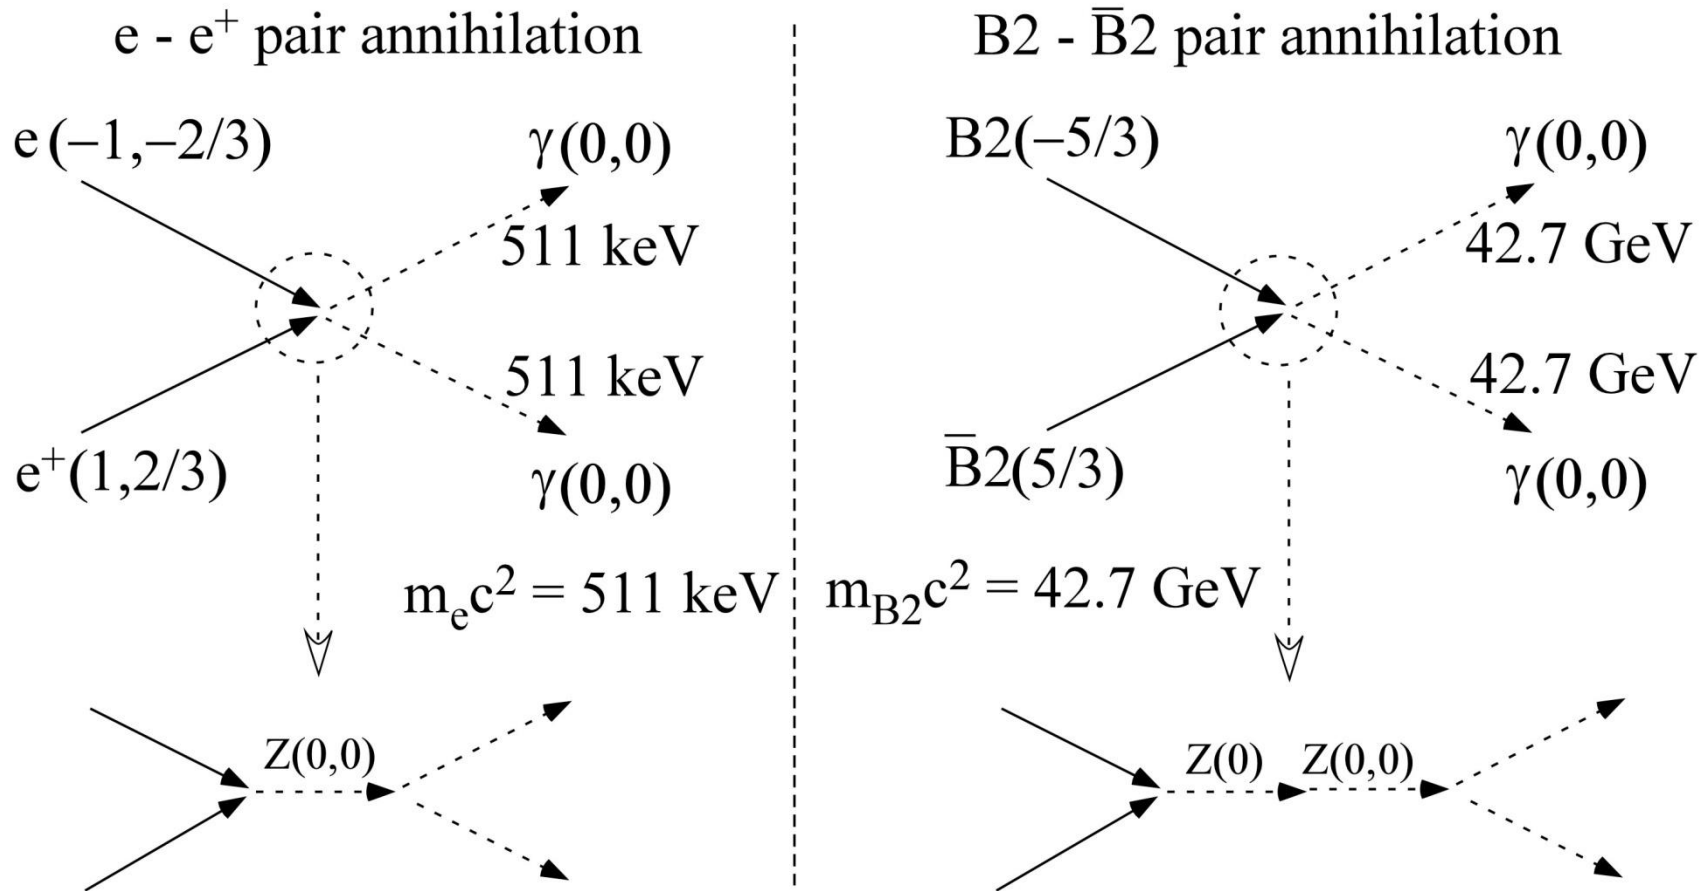 e - e⁺ pair annihilation
e (–1,–2/3)
γ(0,0)
511 keV
511 keV
e⁺(1,2/3)
γ(0,0)
mₑc² = 511 keV
Z(0,0)
B2 - B̅2 pair annihilation
B2(–5/3)
γ(0,0)
42.7 GeV
42.7 GeV
B̅2(5/3)
γ(0,0)
m_B2c² = 42.7 GeV
Z(0) Z(0,0)